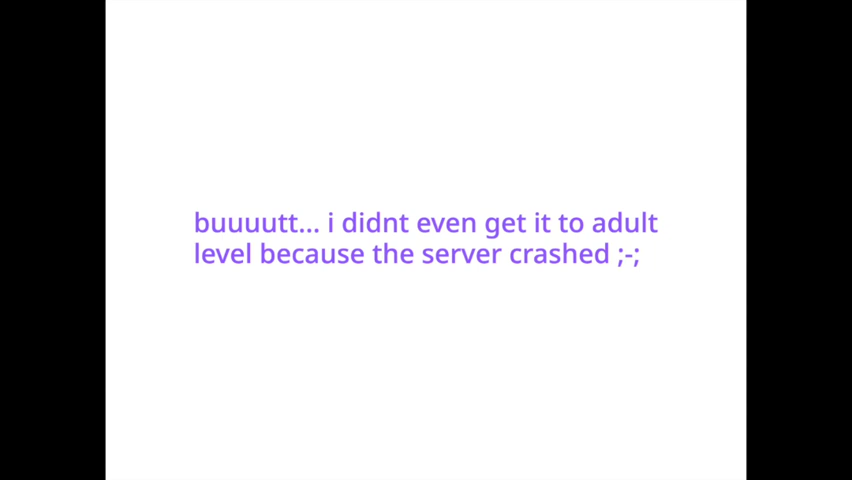 buuuutt... i didnt even get it to adult
level because the server crashed ;-;